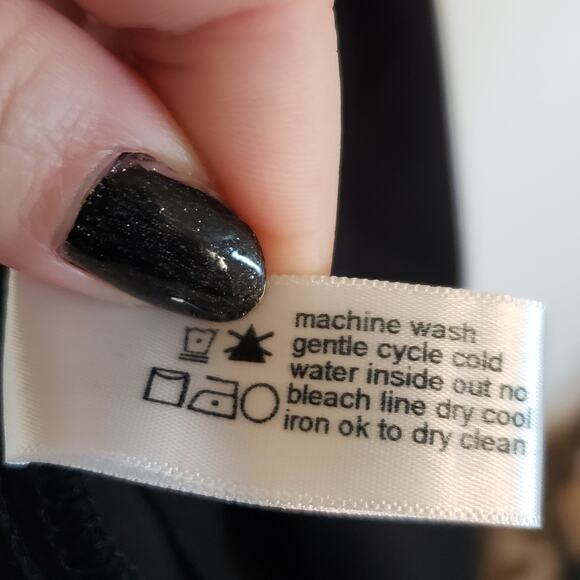 machine wash
gentle cycle cold
water inside out no
bleach line dry cool
iron ok to dry clean